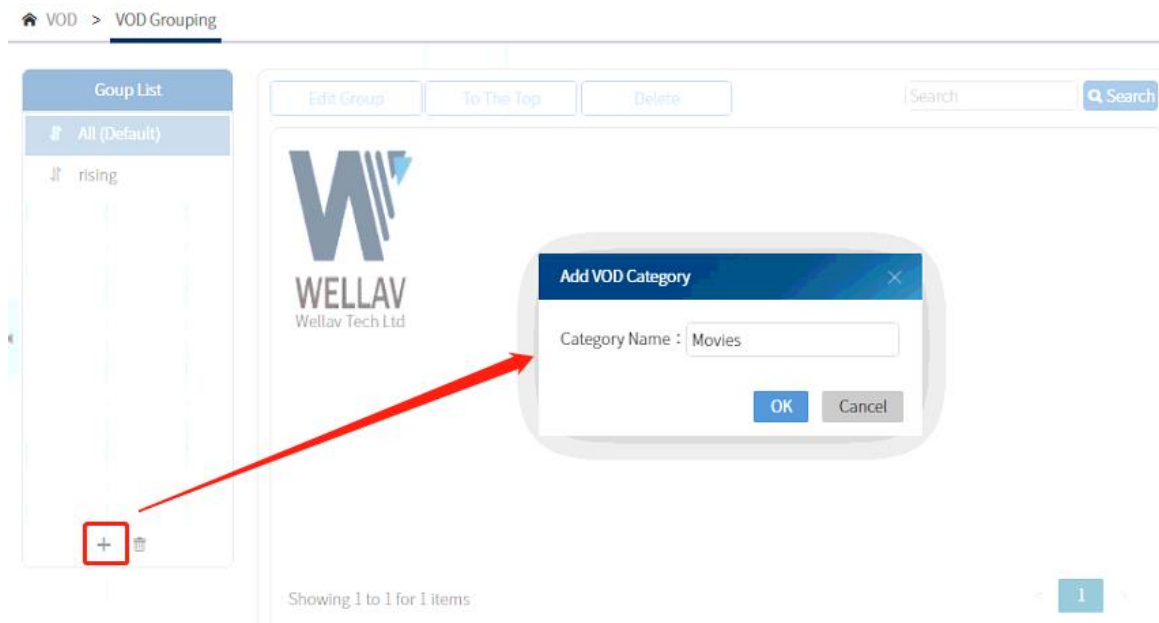 VOD > VOD Grouping
Goup List
Edit Group To The Top Delete Search Search
All (Default)
rising
WELLAV
Wellav Tech Ltd
Add VOD Category
Category Name : Movies
OK Cancel
Showing 1 to 1 for 1 items
< 1 >